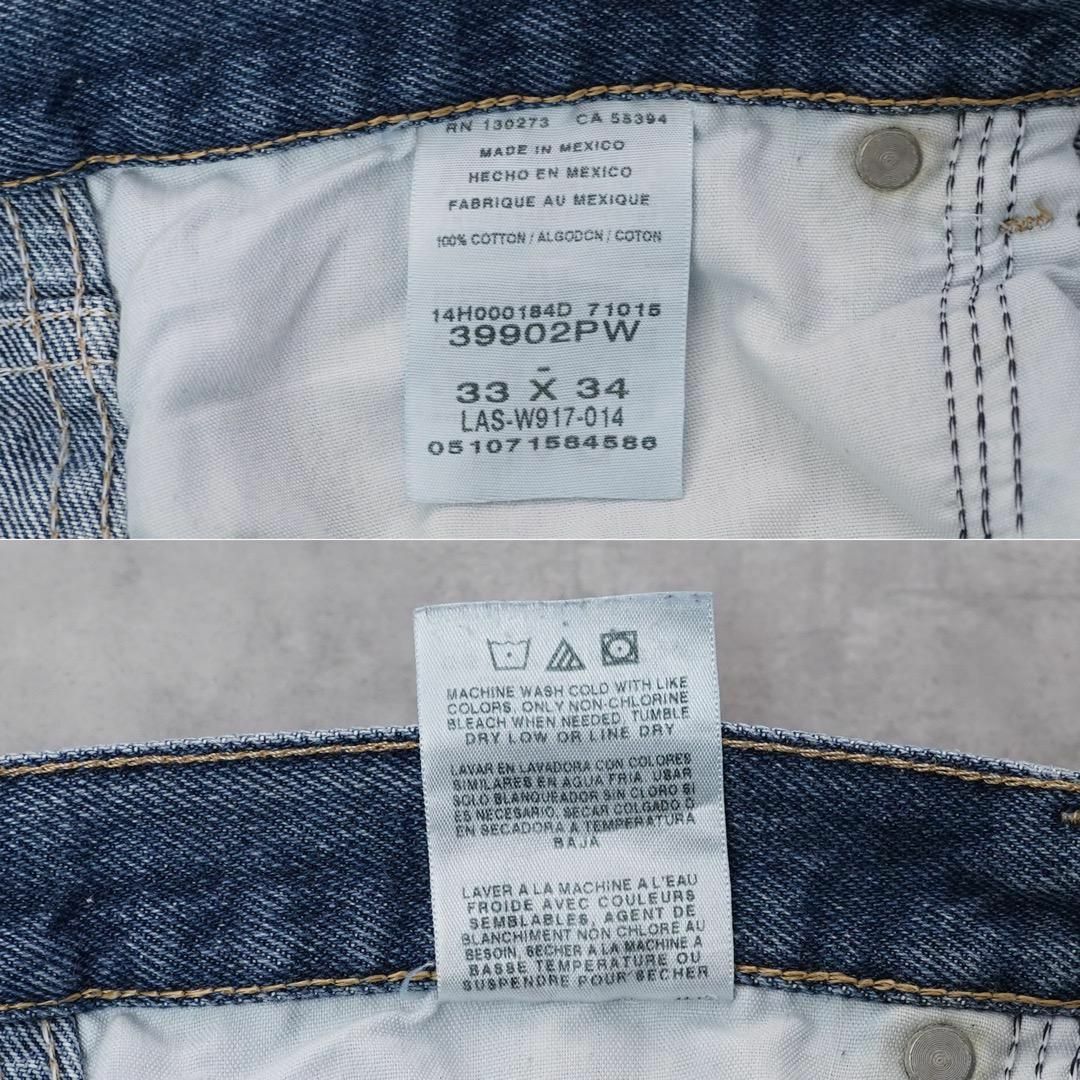 RN 130273 CA 58394
MADE IN MEXICO
HECHO EN MEXICO
FABRIQUE AU MEXIQUE
100% COTTON / ALGODON / COTON
14H000184D 71015
39902PW
-
33 X 34
LAS-W917-014
051071584586
MACHINE WASH COLD WITH LIKE
COLORS, ONLY NON-CHLORINE
BLEACH WHEN NEEDED, TUMBLE
DRY LOW OR LINE DRY
LAVAR EN LAVADORA CON COLORES
SIMILARES EN AGUA FRIA. USAR
SOLO BLANQUEADOR SIN CLORO SI
ES NECESARIO, SECAR COLGADO O
EN SECADORA A TEMPERATURA
BAJA
LAVER A LA MACHINE A L'EAU
FROIDE AVEC COULEURS
SEMBLABLES, AGENT DE
BLANCHIMENT NON CHLORE AU
BESOIN, SECHER A LA MACHINE A
BASSE TEMPERATURE OU
SUSPENDRE POUR SECHER